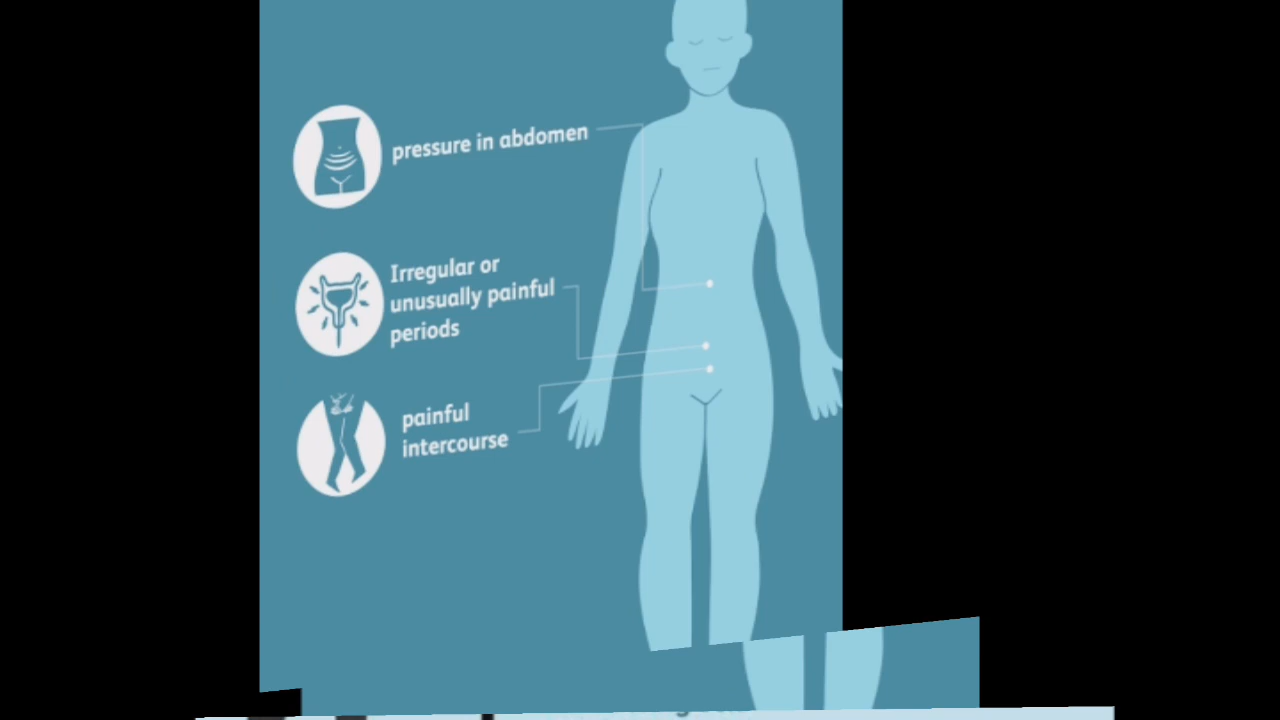 pressure in abdomen
Irregular or
unusually painful
periods
painful
intercourse